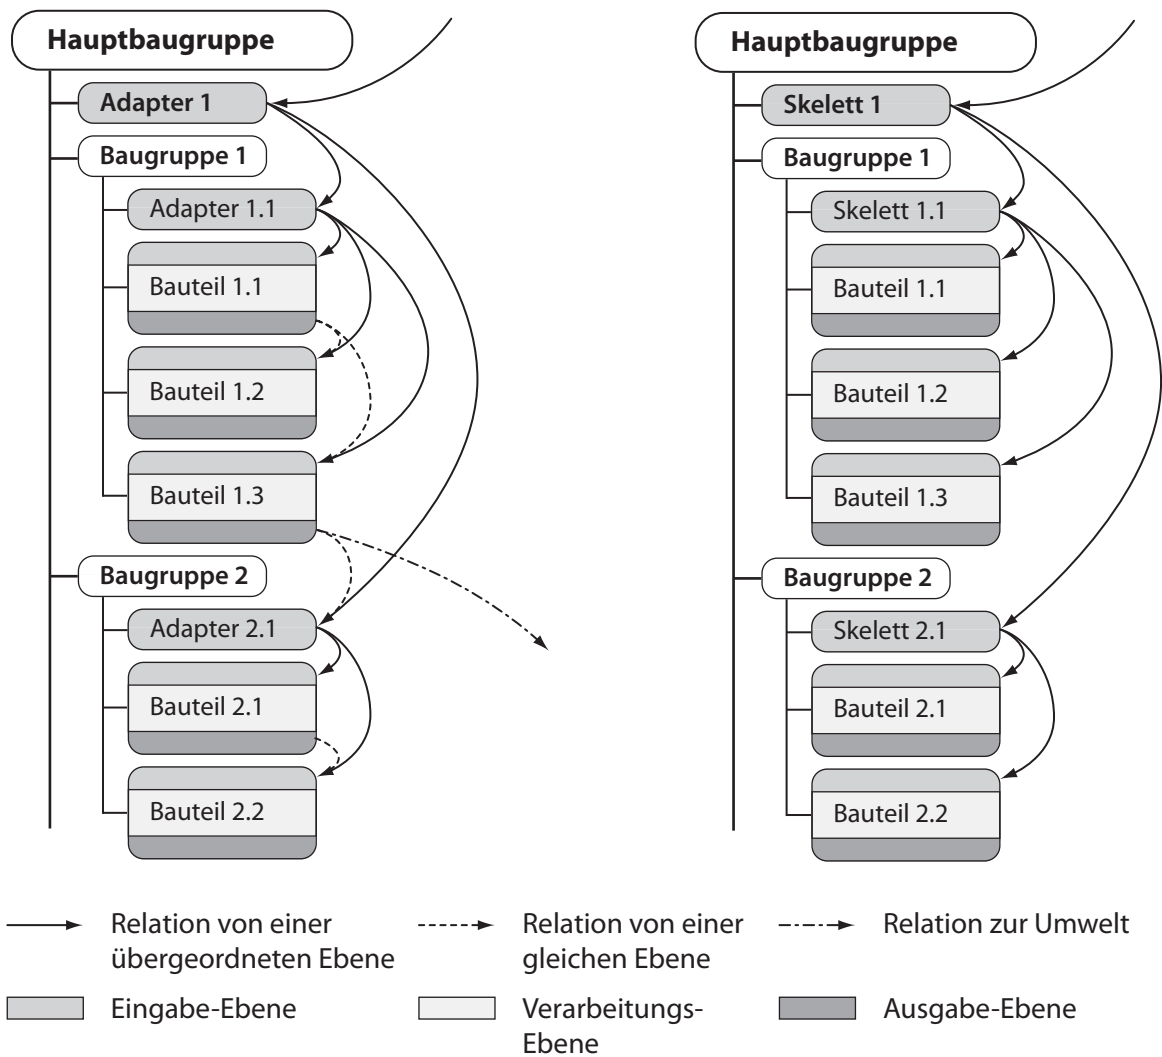 Hauptbaugruppe
Adapter 1
Baugruppe 1
Adapter 1.1
Bauteil 1.1
Bauteil 1.2
Bauteil 1.3
Baugruppe 2
Adapter 2.1
Bauteil 2.1
Bauteil 2.2
Hauptbaugruppe
Skelett 1
Baugruppe 1
Skelett 1.1
Bauteil 1.1
Bauteil 1.2
Bauteil 1.3
Baugruppe 2
Skelett 2.1
Bauteil 2.1
Bauteil 2.2
Relation von einer
übergeordneten Ebene
Relation von einer
gleichen Ebene
Relation zur Umwelt
Eingabe-Ebene
Verarbeitungs-
Ebene
Ausgabe-Ebene